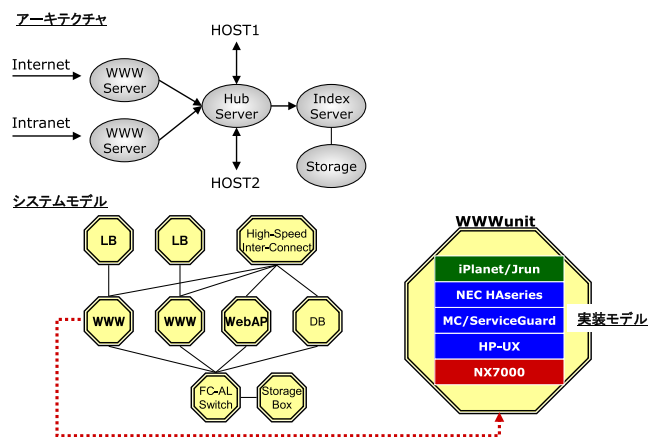 アーキテクチャ
HOST1
Internet
WWW
Server
Hub
Server
Index
Server
Intranet
WWW
Server
Storage
HOST2
システムモデル
LB
LB
High-Speed
Inter-Connect
WWW
WWW
WebAP
DB
FC-AL
Switch
Storage
Box
WWWunit
iPlanet/Jrun
NEC HAseries
MC/ServiceGuard
HP-UX
NX7000
実装モデル